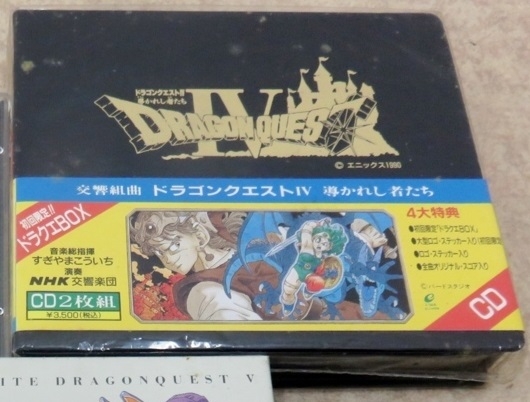 ドラゴンクエストⅣ
導かれし者たち
IV
DRAGON QUEST
© エニックス1990
交響組曲 ドラゴンクエストⅣ 導かれし者たち
初回限定!!
ドラクエBOX
音楽総指揮
すぎやまこういち
演奏
NHK交響楽団
CD2枚組
¥3,500(税込)
4大特典
●初回限定「ドラクエBOX」
●大型ロゴ・ステッカー入り(初回限定
●ロゴ・ステッカー入り
●全曲オリジナル・スコア入り
© バードスタジオ
CD
ITE DRAGONQUEST V